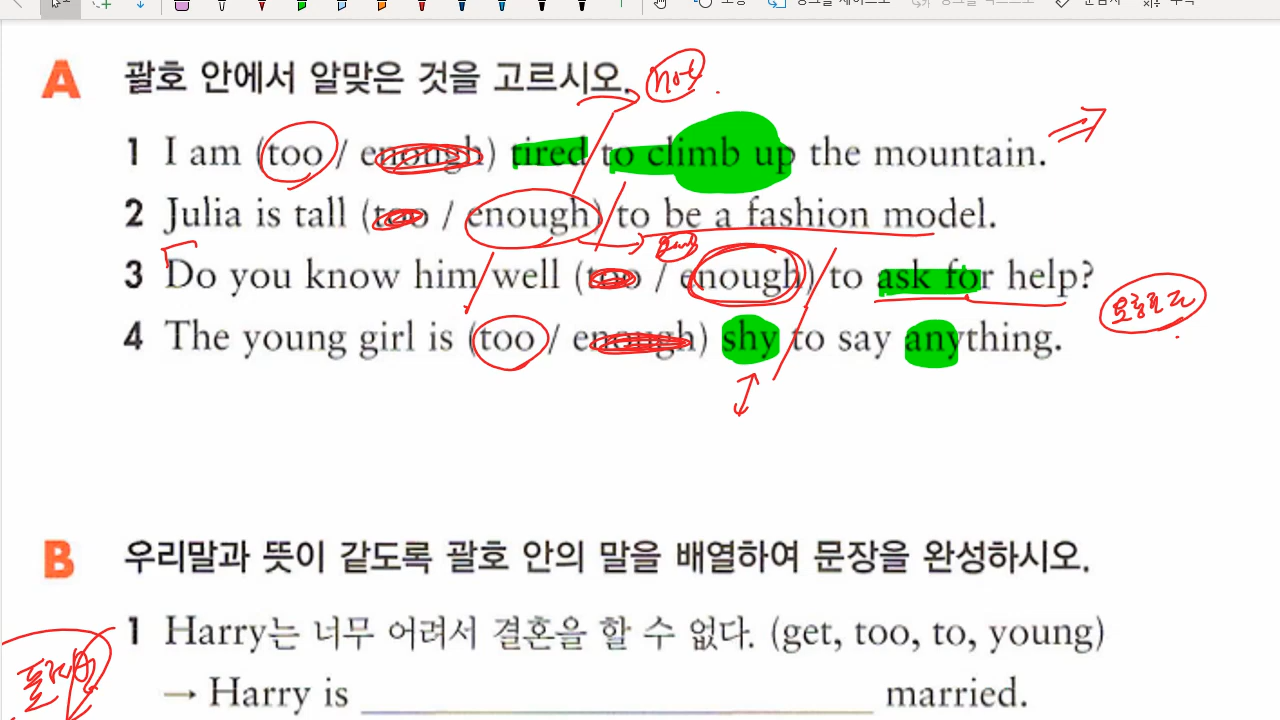 A 괄호 안에서 알맞은 것을 고르시오.
not
1 I am (too / enough) tired to climb up the mountain.
2 Julia is tall (too / enough) to be a fashion model.
3 Do you know him well (too / enough) to ask for help?
4 The young girl is (too / enough) shy to say anything.
B 우리말과 뜻이 같도록 괄호 안의 말을 배열하여 문장을 완성하시오.
1 Harry는 너무 어려서 결혼을 할 수 없다. (get, too, to, young)
→ Harry is married.